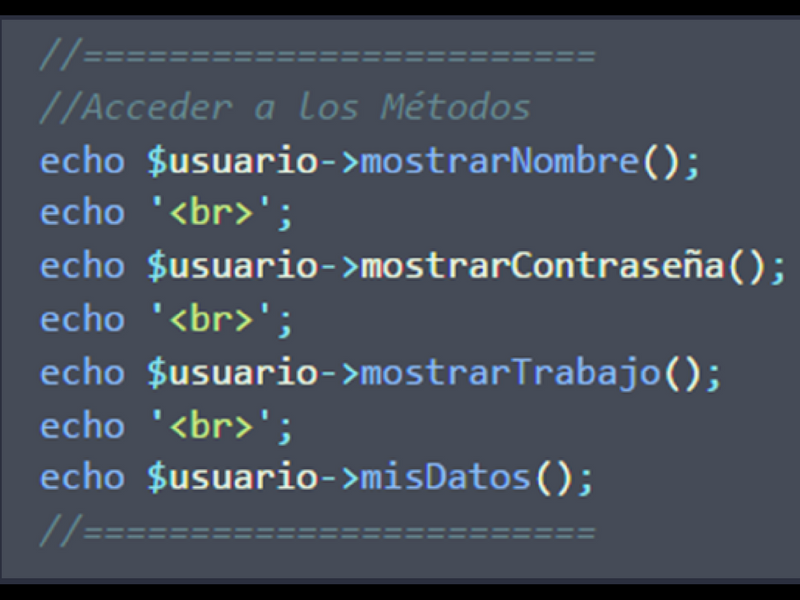 //========================
//Acceder a los Métodos
echo $usuario->mostrarNombre();
echo '<br>';
echo $usuario->mostrarContraseña();
echo '<br>';
echo $usuario->mostrarTrabajo();
echo '<br>';
echo $usuario->misDatos();
//========================